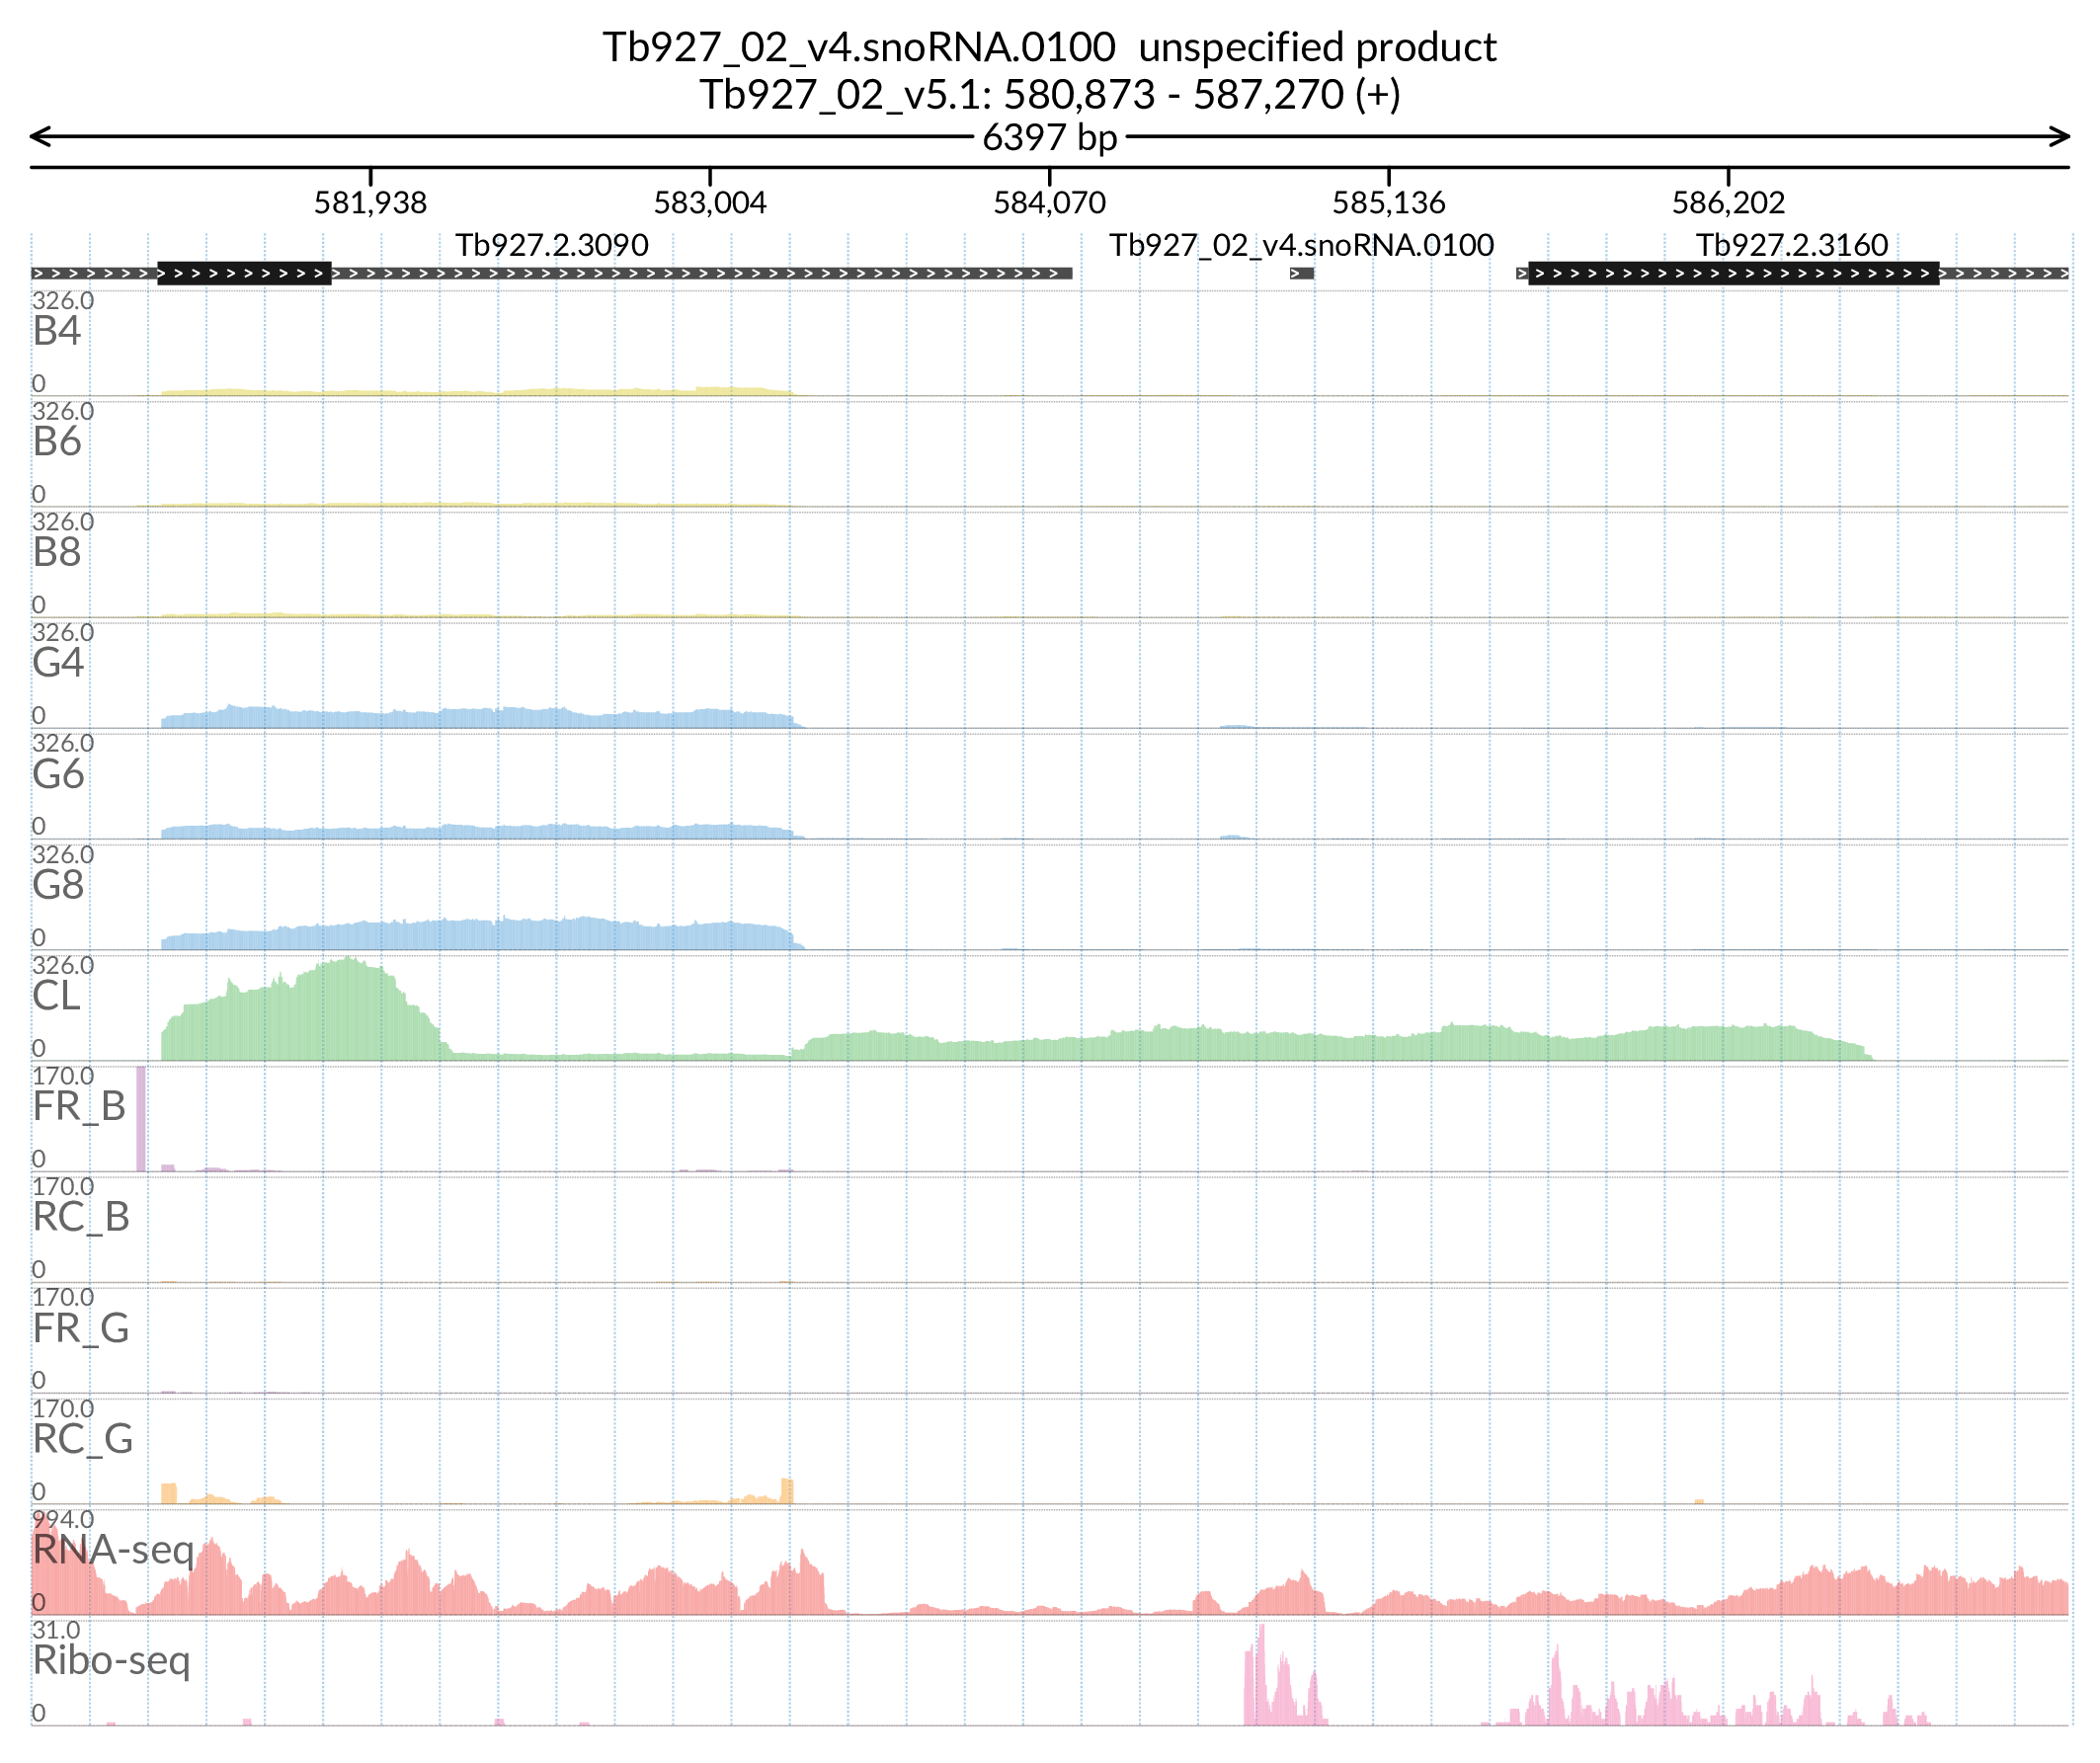 Tb927_02_v4.snoRNA.0100 unspecified product
Tb927_02_v5.1: 580,873 - 587,270 (+)
6397 bp
581,938 583,004 584,070 585,136 586,202
Tb927.2.3090 Tb927_02_v4.snoRNA.0100 Tb927.2.3160
326.0
B4
0
326.0
B6
0
326.0
B8
0
326.0
G4
0
326.0
G6
0
326.0
G8
0
326.0
CL
0
170.0
FR_B
0
170.0
RC_B
0
170.0
FR_G
0
170.0
RC_G
0
994.0
RNA-seq
0
31.0
Ribo-seq
0